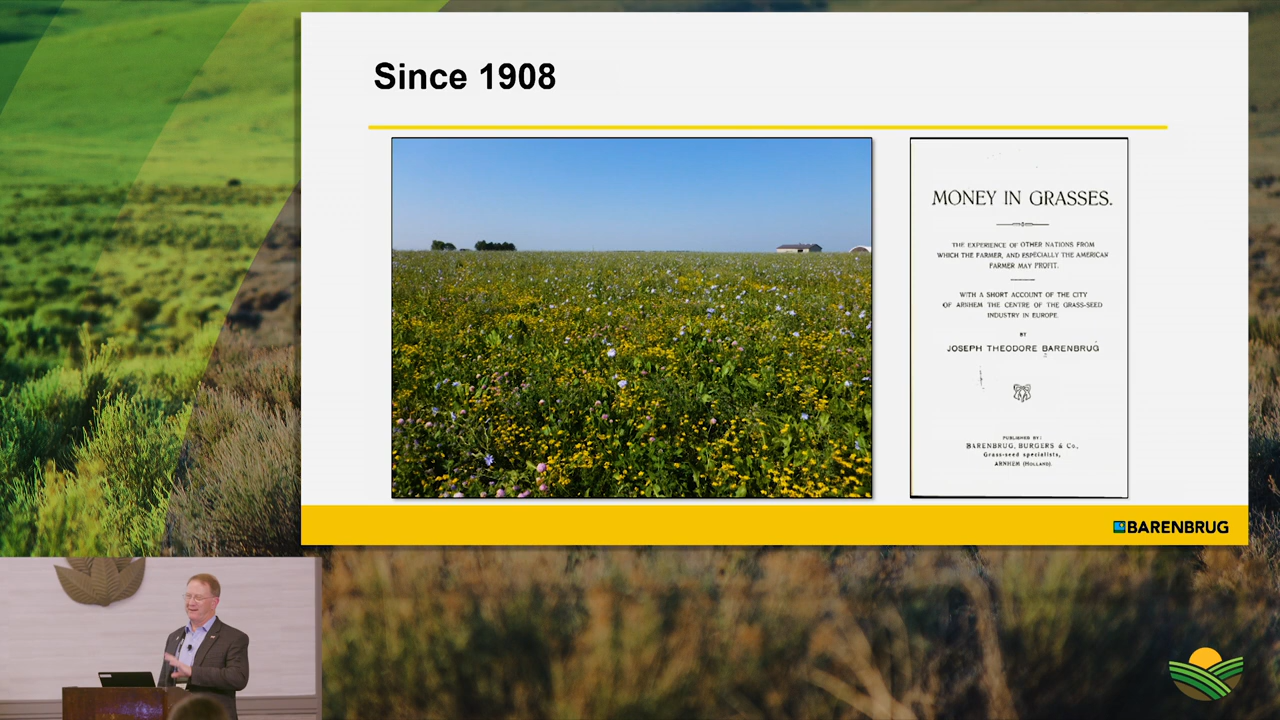 Since 1908
MONEY IN GRASSES.
THE EXPERIENCE OF OTHER NATIONS FROM
WHICH THE FARMER, AND ESPECIALLY THE AMERICAN
FARMER MAY PROFIT.
WITH A SHORT ACCOUNT OF THE CITY
OF ARNHEM THE CENTRE OF THE GRASS-SEED
INDUSTRY IN EUROPE.
BY
JOSEPH THEODORE BARENBRUG
PUBLISHED BY:
BARENBRUG, BURGERS & Co.,
Grass-seed specialists,
ARNHEM (HOLLAND).
BARENBRUG